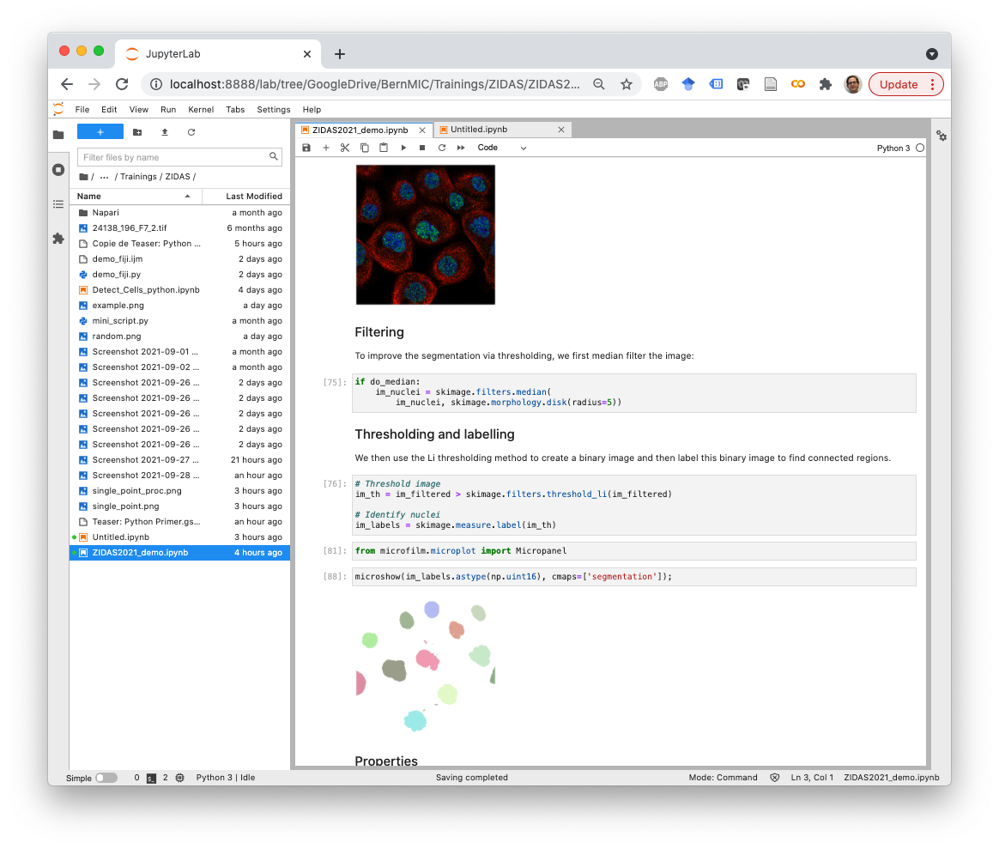 JupyterLab
localhost:8888/lab/tree/GoogleDrive/BernMIC/Trainings/ZIDAS/ZIDAS2...
ABP
Update
File Edit View Run Kernel Tabs Settings Help
Filter files by name
/ ... / Trainings / ZIDAS /
Name Last Modified
Napari a month ago
24138_196_F7_2.tif 6 months ago
Copie de Teaser: Python ... 5 hours ago
demo_fiji.ijm 2 days ago
demo_fiji.py 2 days ago
Detect_Cells_python.ipynb 4 days ago
example.png a day ago
mini_script.py a month ago
random.png a day ago
Screenshot 2021-09-01 ... a month ago
Screenshot 2021-09-02 ... a month ago
Screenshot 2021-09-26 ... 2 days ago
Screenshot 2021-09-26 ... 2 days ago
Screenshot 2021-09-26 ... 2 days ago
Screenshot 2021-09-26 ... 2 days ago
Screenshot 2021-09-26 ... 2 days ago
Screenshot 2021-09-27 ... 21 hours ago
Screenshot 2021-09-28 ... an hour ago
single_point_proc.png 3 hours ago
single_point.png 3 hours ago
Teaser: Python Primer.gs... an hour ago
Untitled.ipynb 3 hours ago
ZIDAS2021_demo.ipynb 4 hours ago
ZIDAS2021_demo.ipynb Untitled.ipynb
Code Python 3
Filtering
To improve the segmentation via thresholding, we first median filter the image:
[75]: if do_median:
im_nuclei = skimage.filters.median(
im_nuclei, skimage.morphology.disk(radius=5))
Thresholding and labelling
We then use the Li thresholding method to create a binary image and then label this binary image to find connected regions.
[76]: # Threshold image
im_th = im_filtered > skimage.filters.threshold_li(im_filtered)
# Identify nuclei
im_labels = skimage.measure.label(im_th)
[81]: from microfilm.microplot import Micropanel
[88]: microshow(im_labels.astype(np.uint16), cmaps=['segmentation']);
Properties
Simple 0 2 Python 3 | Idle Saving completed Mode: Command Ln 3, Col 1 ZIDAS2021_demo.ipynb